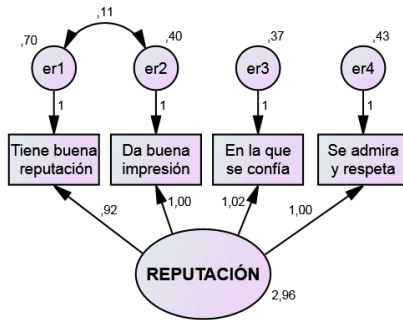 ,11
,70
,40
,37
,43
er1
er2
er3
er4
1
1
1
1
Tiene buena
reputación
Da buena
impresión
En la que
se confía
Se admira
y respeta
,92
1,00
1,02
1,00
REPUTACIÓN
2,96